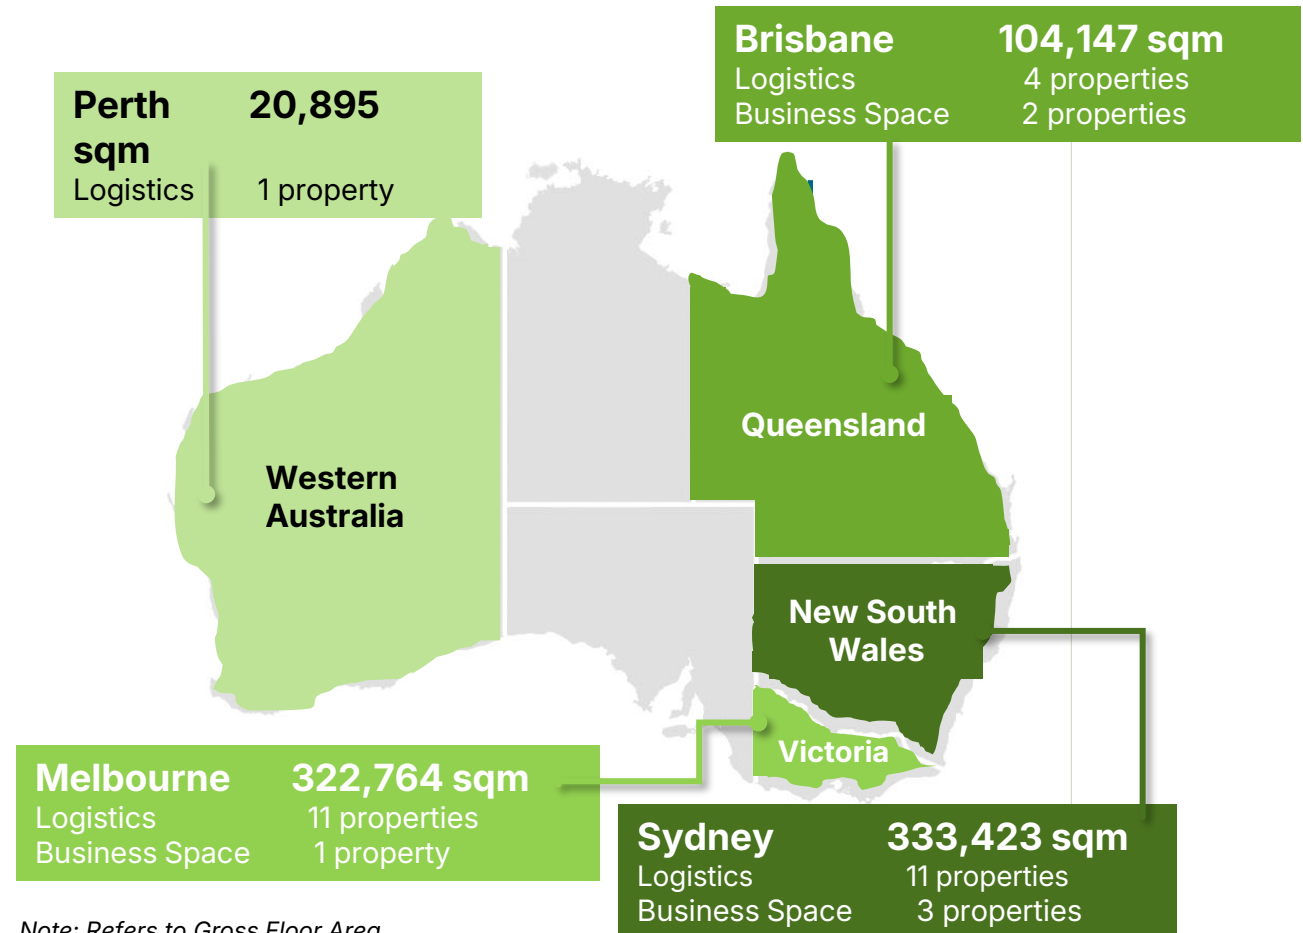 Brisbane 104,147 sqm
Logistics 4 properties
Business Space 2 properties
Perth 20,895
sqm
Logistics 1 property
Queensland
Western
Australia
New South
Wales
Victoria
Melbourne 322,764 sqm
Logistics 11 properties
Business Space 1 property
Sydney 333,423 sqm
Logistics 11 properties
Business Space 3 properties
Note: Refers to Gross Floor Area